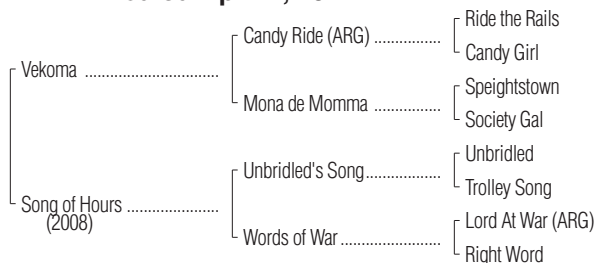 Ride the Rails
Candy Ride (ARG) ................
Candy Girl
Vekoma ................................
Speightstown
Mona de Momma ................
Society Gal
Unbridled
Unbridled's Song..................
Trolley Song
Song of Hours ......................
(2008)
Lord At War (ARG)
Words of War ........................
Right Word